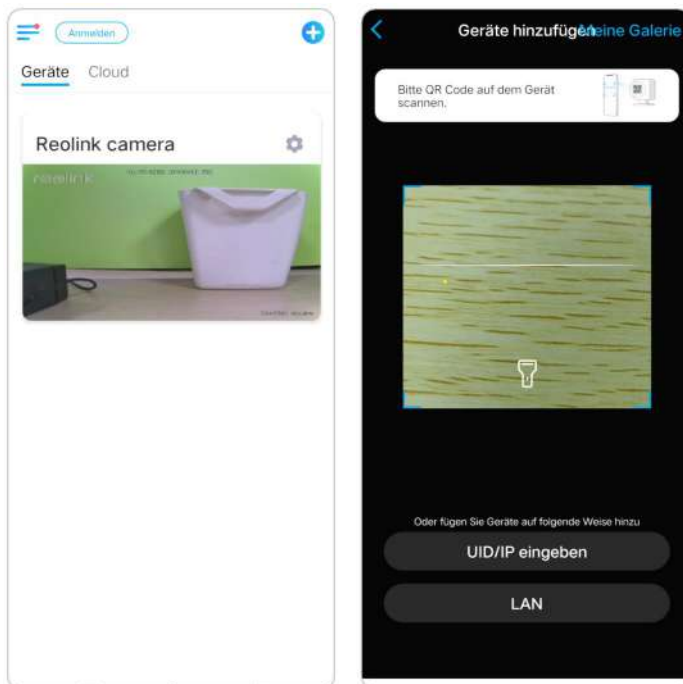 Anmelden
Geräte Cloud
Reolink camera
reolink
Geräte hinzufügen
Meine Galerie
Bitte QR Code auf dem Gerät
scannen.
Oder fügen Sie Geräte auf folgende Weise hinzu
UID/IP eingeben
LAN